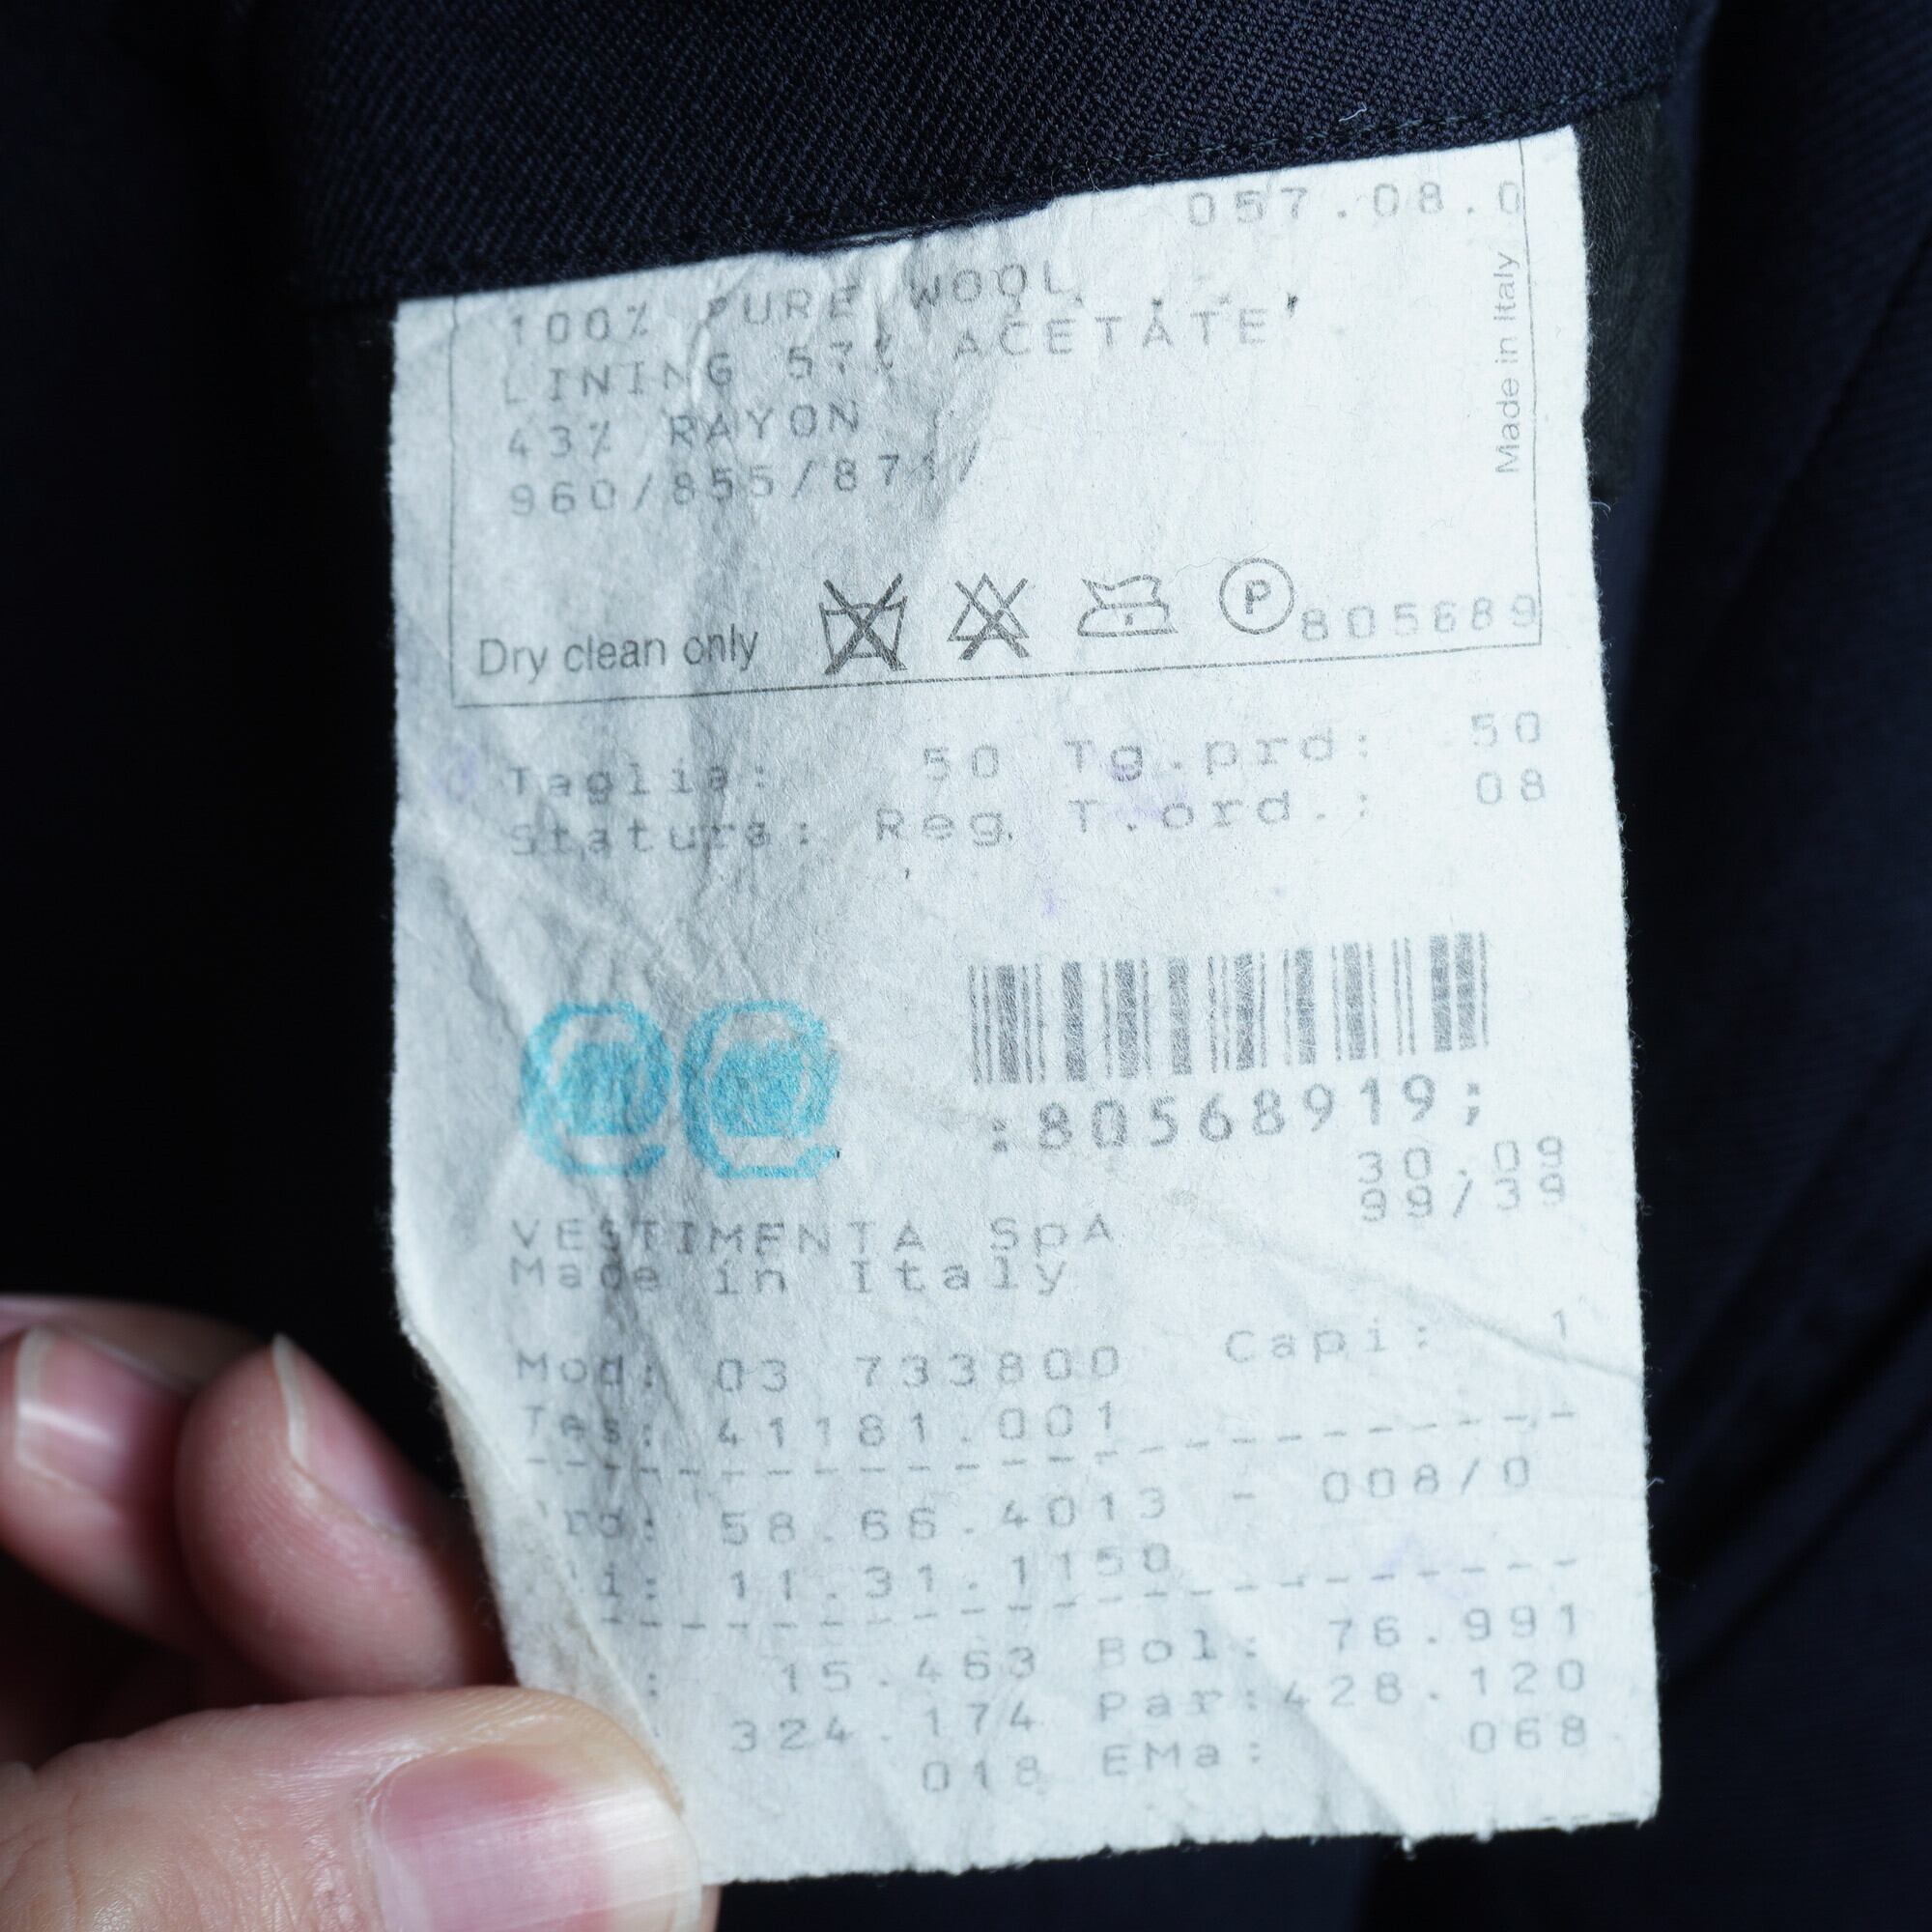 057.08.0
100% PURE WOOL
LINING 57% ACETATE
43% RAYON
960/855/871/
Made in Italy
P
805689
Dry clean only
Taglia: 50 Tg.prd: 50
Statura: Reg. T.ord.: 08
:80568919;
30.09
99/39
VESTIMENTA SpA
Made in Italy
Mod: 03 733800 Capi: 1
Tes: 41181.001
58.66.4013 - 008/0
11.31.1150
15.463 Bol: 76.991
324.174 Par:428.120
018 EMa: 068